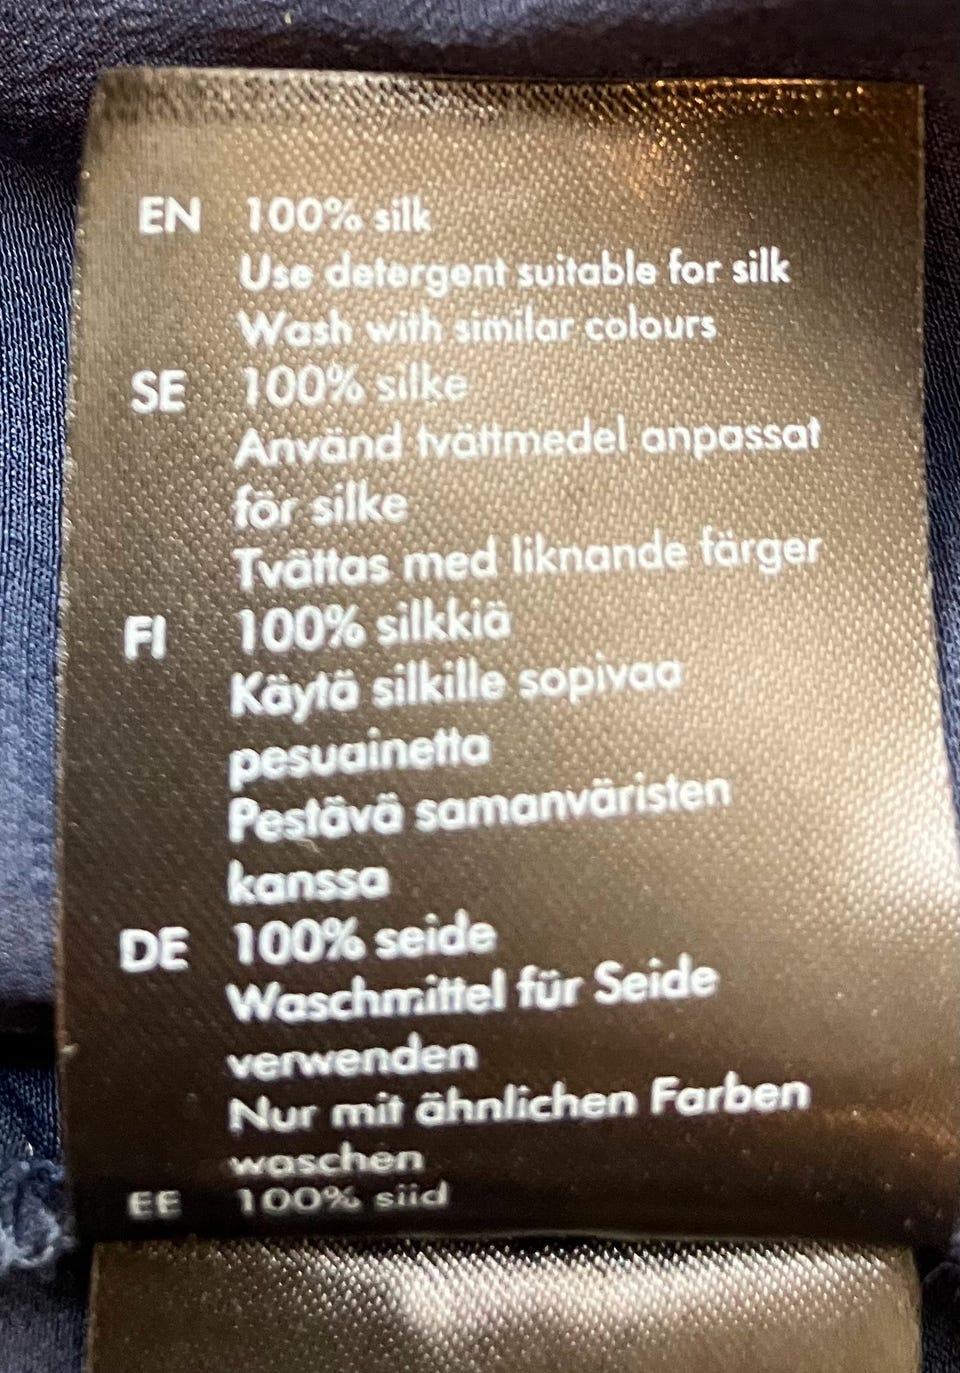 EN 100% silk
Use detergent suitable for silk
Wash with similar colours
SE 100% silke
Använd tvättmedel anpassat
för silke
Tvättas med liknande färger
FI 100% silkkiä
Käytä silkille sopivaa
pesuainetta
Pestävä samanväristen
kanssa
DE 100% seide
Waschmittel für Seide
verwenden
Nur mit ähnlichen Farben
waschen
EE 100% siid